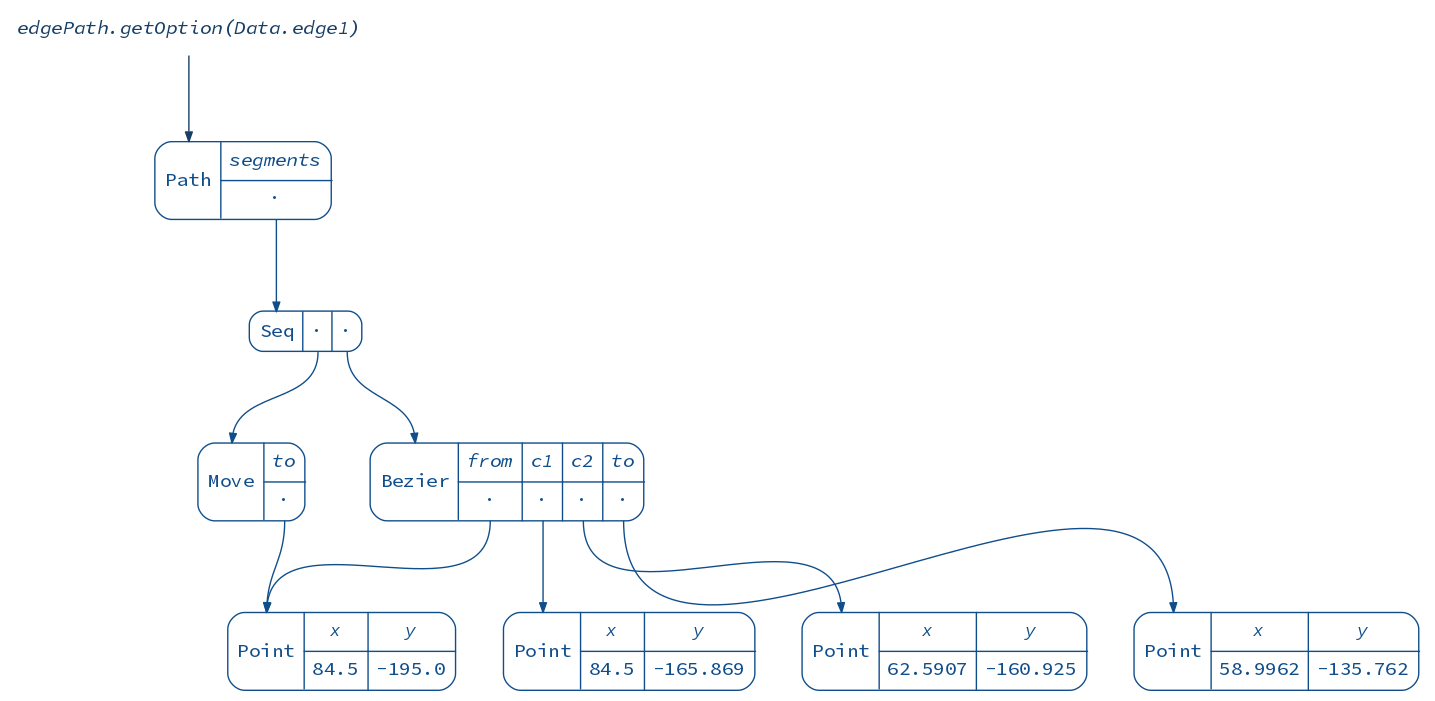 edgePath.getOption(Data.edge1)
Path segments
·
Seq · ·
Move to
·
Bezier from c1 c2 to
· · · ·
Point x y
84.5 -195.0
Point x y
84.5 -165.869
Point x y
62.5907 -160.925
Point x y
58.9962 -135.762